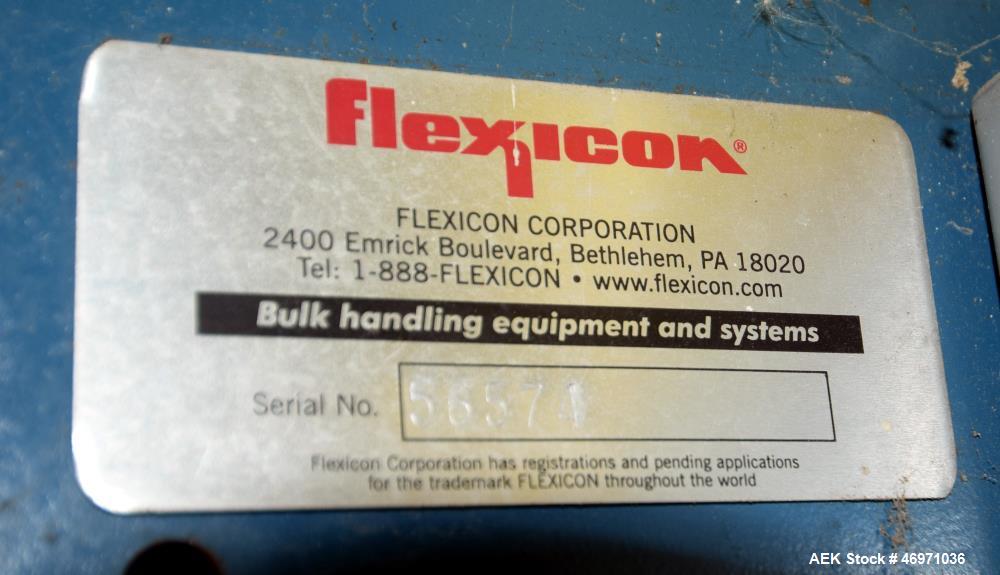 flexicon®
FLEXICON CORPORATION
2400 Emrick Boulevard, Bethlehem, PA 18020
Tel: 1-888-FLEXICON • www.flexicon.com
Bulk handling equipment and systems
Serial No.
Flexicon Corporation has registrations and pending applications
for the trademark FLEXICON throughout the world
AEK Stock # 46971036